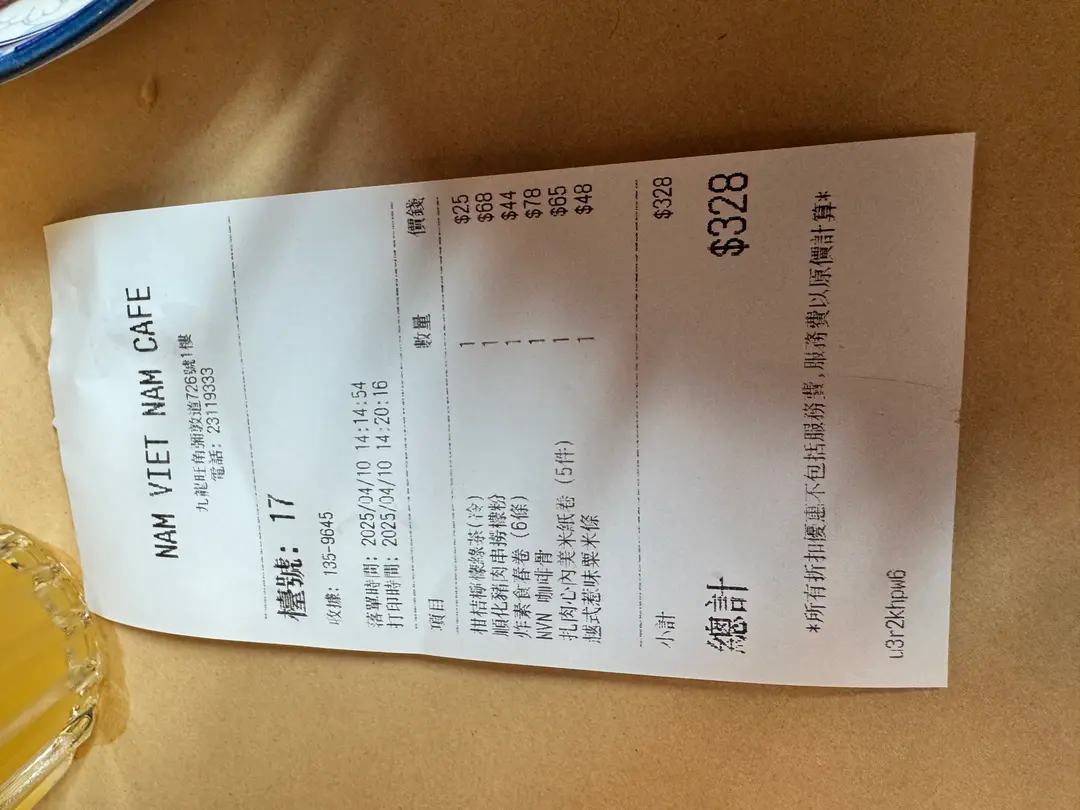 NAM VIET NAM CAFE
九龍旺角彌敦道726號1樓
電話: 23119333
檯號: 17
收據: 135-9645
落單時間: 2025/04/10 14:14:54
打印時間: 2025/04/10 14:20:16
項目 數量 價錢
柑桔檸檬綠茶(冷) 1 $25
順化豬肉串撈檬粉 1 $68
炸素食春卷 (6條) 1 $44
NVN 咖啡骨 1 $78
扎肉心內美米紙卷 (5件) 1 $65
越式惹味粟米條 1 $48
小計 $328
總計 $328
*所有折扣優惠不包括服務費,服務費以原價計算*
u3r2khpw6